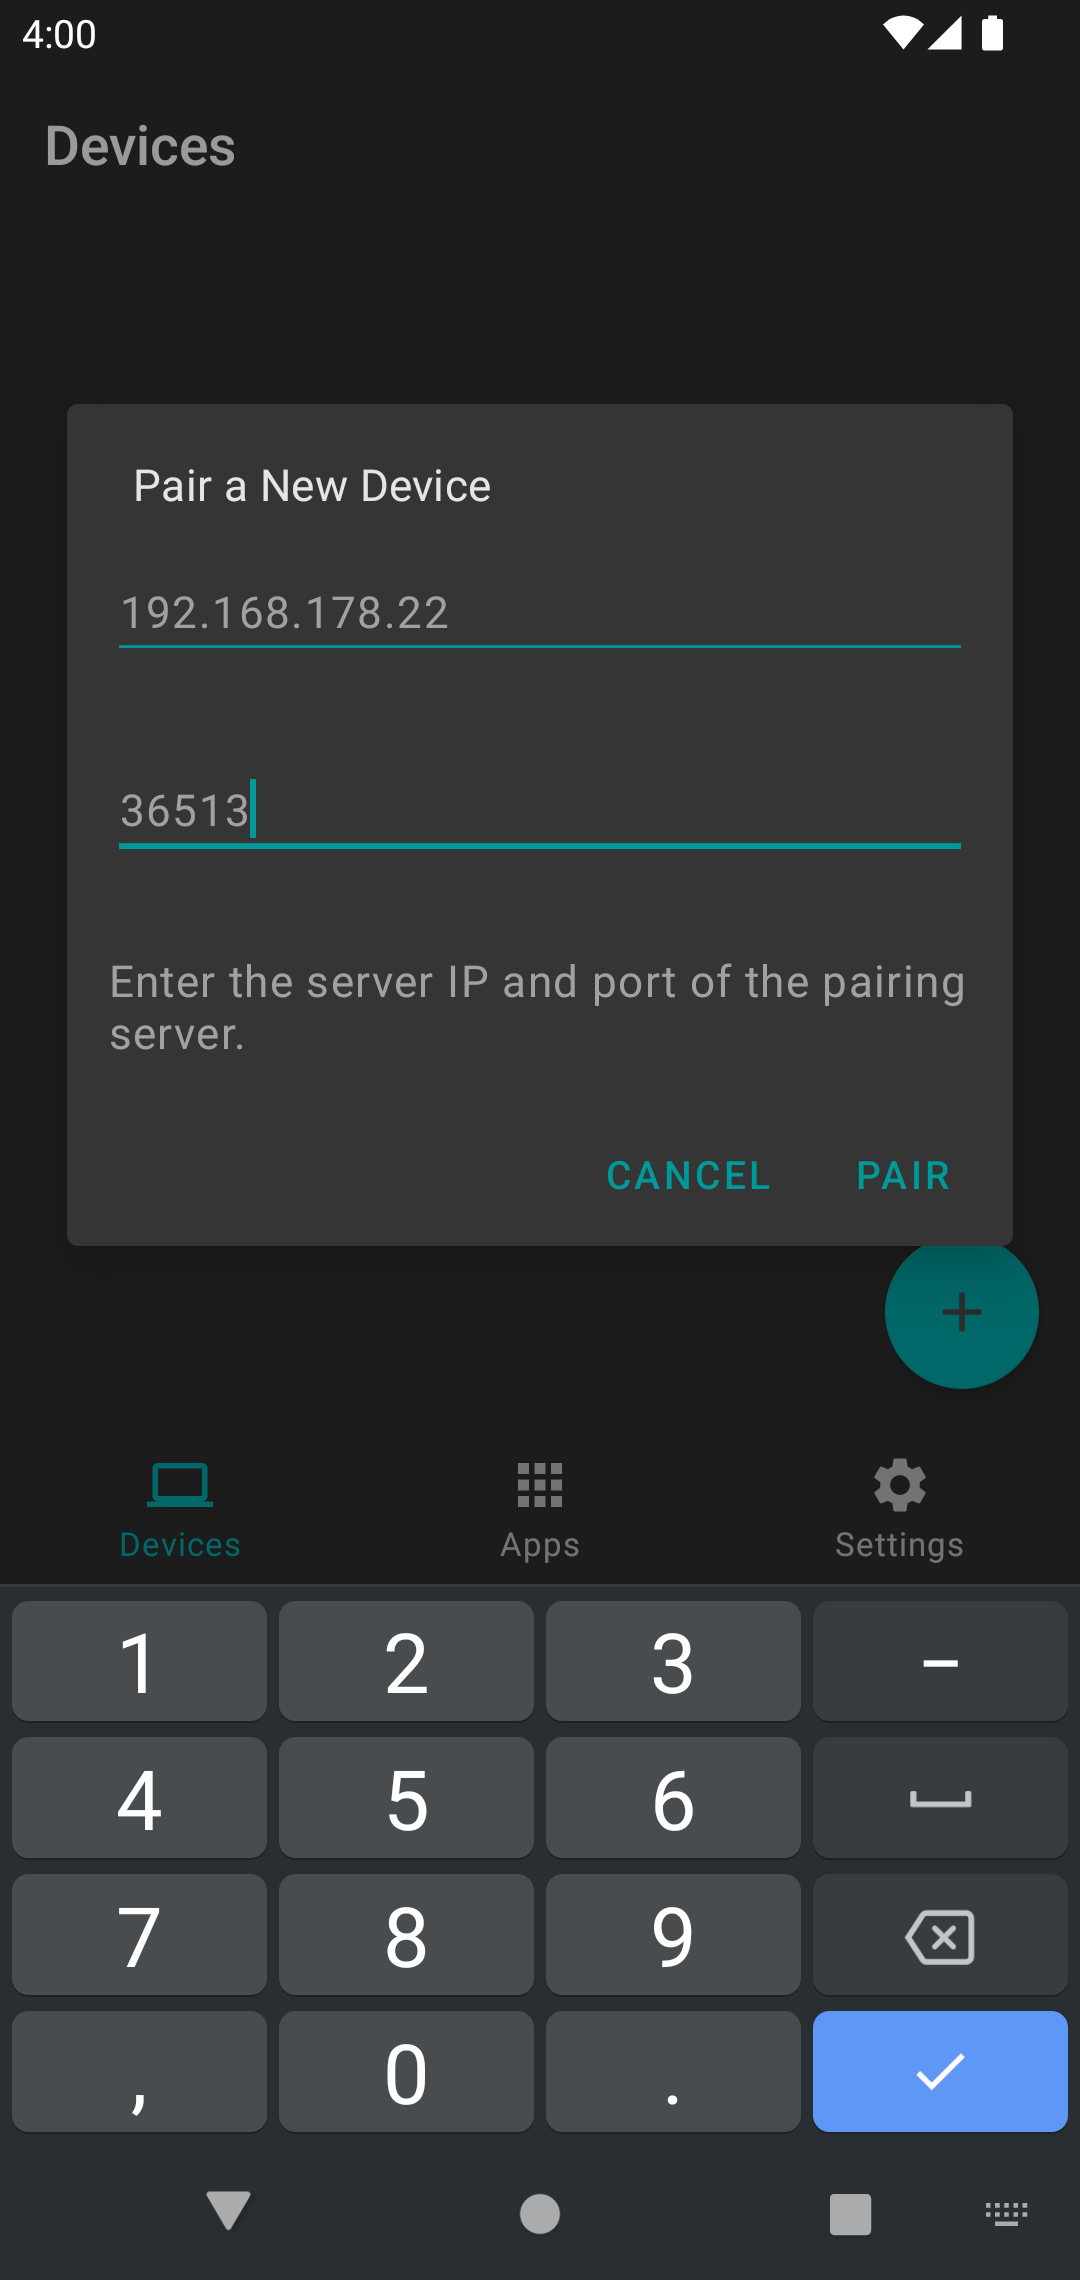 4:00
Devices
Pair a New Device
192.168.178.22
36513
Enter the server IP and port of the pairing
server.
CANCEL PAIR
Devices Apps Settings
1 2 3 –
4 5 6
7 8 9
, 0 .